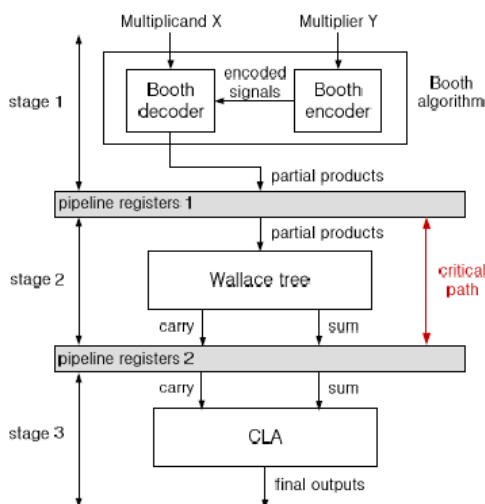 Multiplicand X
Multiplier Y
stage 1
Booth
decoder
encoded
signals
Booth
encoder
Booth
algorithm
partial products
pipeline registers 1
partial products
stage 2
Wallace tree
critical
path
carry
sum
pipeline registers 2
carry
sum
stage 3
CLA
final outputs